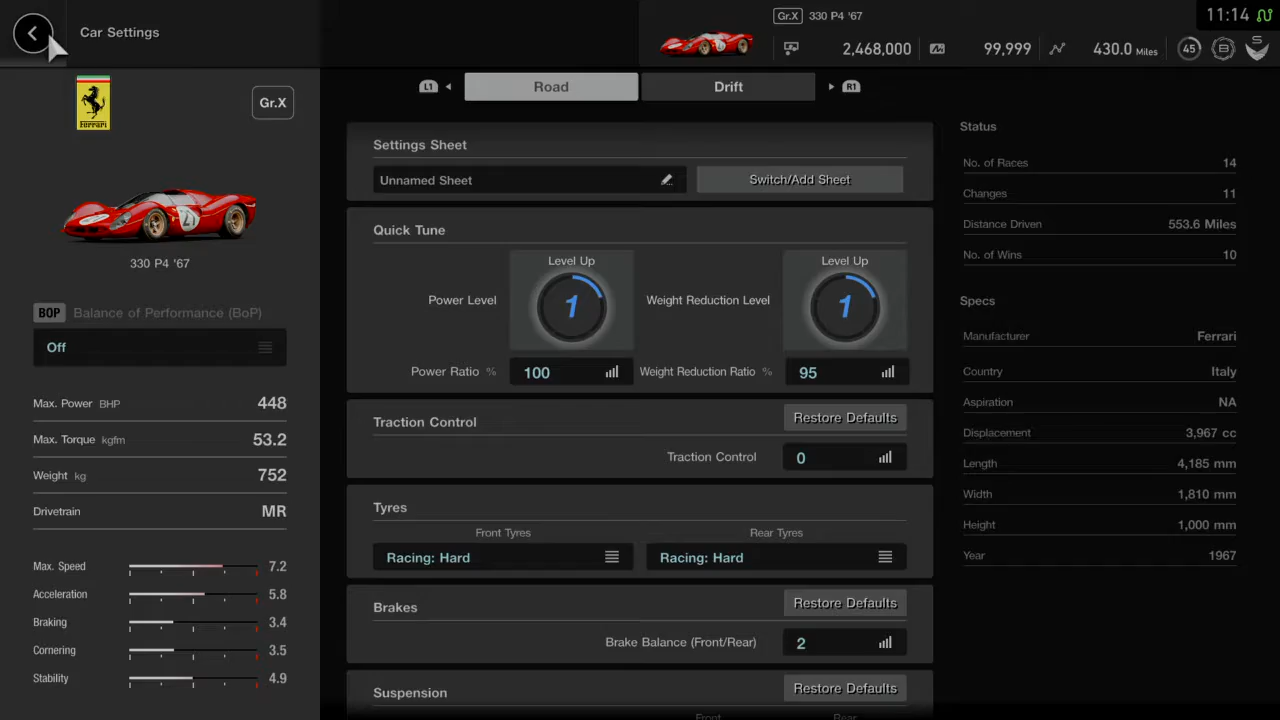 Car Settings
Gr.X 330 P4 '67
11:14
2,468,000
99,999
430.0 Miles
45
B
S
Ferrari
Gr.X
21
330 P4 '67
BOP Balance of Performance (BoP)
Off
Max. Power BHP 448
Max. Torque kgfm 53.2
Weight kg 752
Drivetrain MR
Max. Speed 7.2
Acceleration 5.8
Braking 3.4
Cornering 3.5
Stability 4.9
L1 Road Drift R1
Settings Sheet
Unnamed Sheet Switch/Add Sheet
Quick Tune
Level Up Level Up
Power Level 1 Weight Reduction Level 1
Power Ratio % 100 Weight Reduction Ratio % 95
Traction Control Restore Defaults
Traction Control 0
Tyres
Front Tyres Rear Tyres
Racing: Hard Racing: Hard
Brakes Restore Defaults
Brake Balance (Front/Rear) 2
Suspension Restore Defaults
Front Rear
Status
No. of Races 14
Changes 11
Distance Driven 553.6 Miles
No. of Wins 10
Specs
Manufacturer Ferrari
Country Italy
Aspiration NA
Displacement 3,967 cc
Length 4,185 mm
Width 1,810 mm
Height 1,000 mm
Year 1967